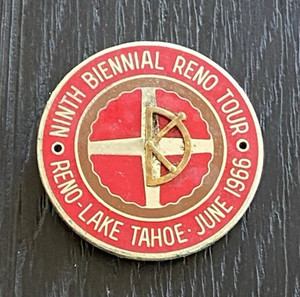 NINTH BIENNIAL RENO TOUR
RENO-LAKE TAHOE·JUNE 1966